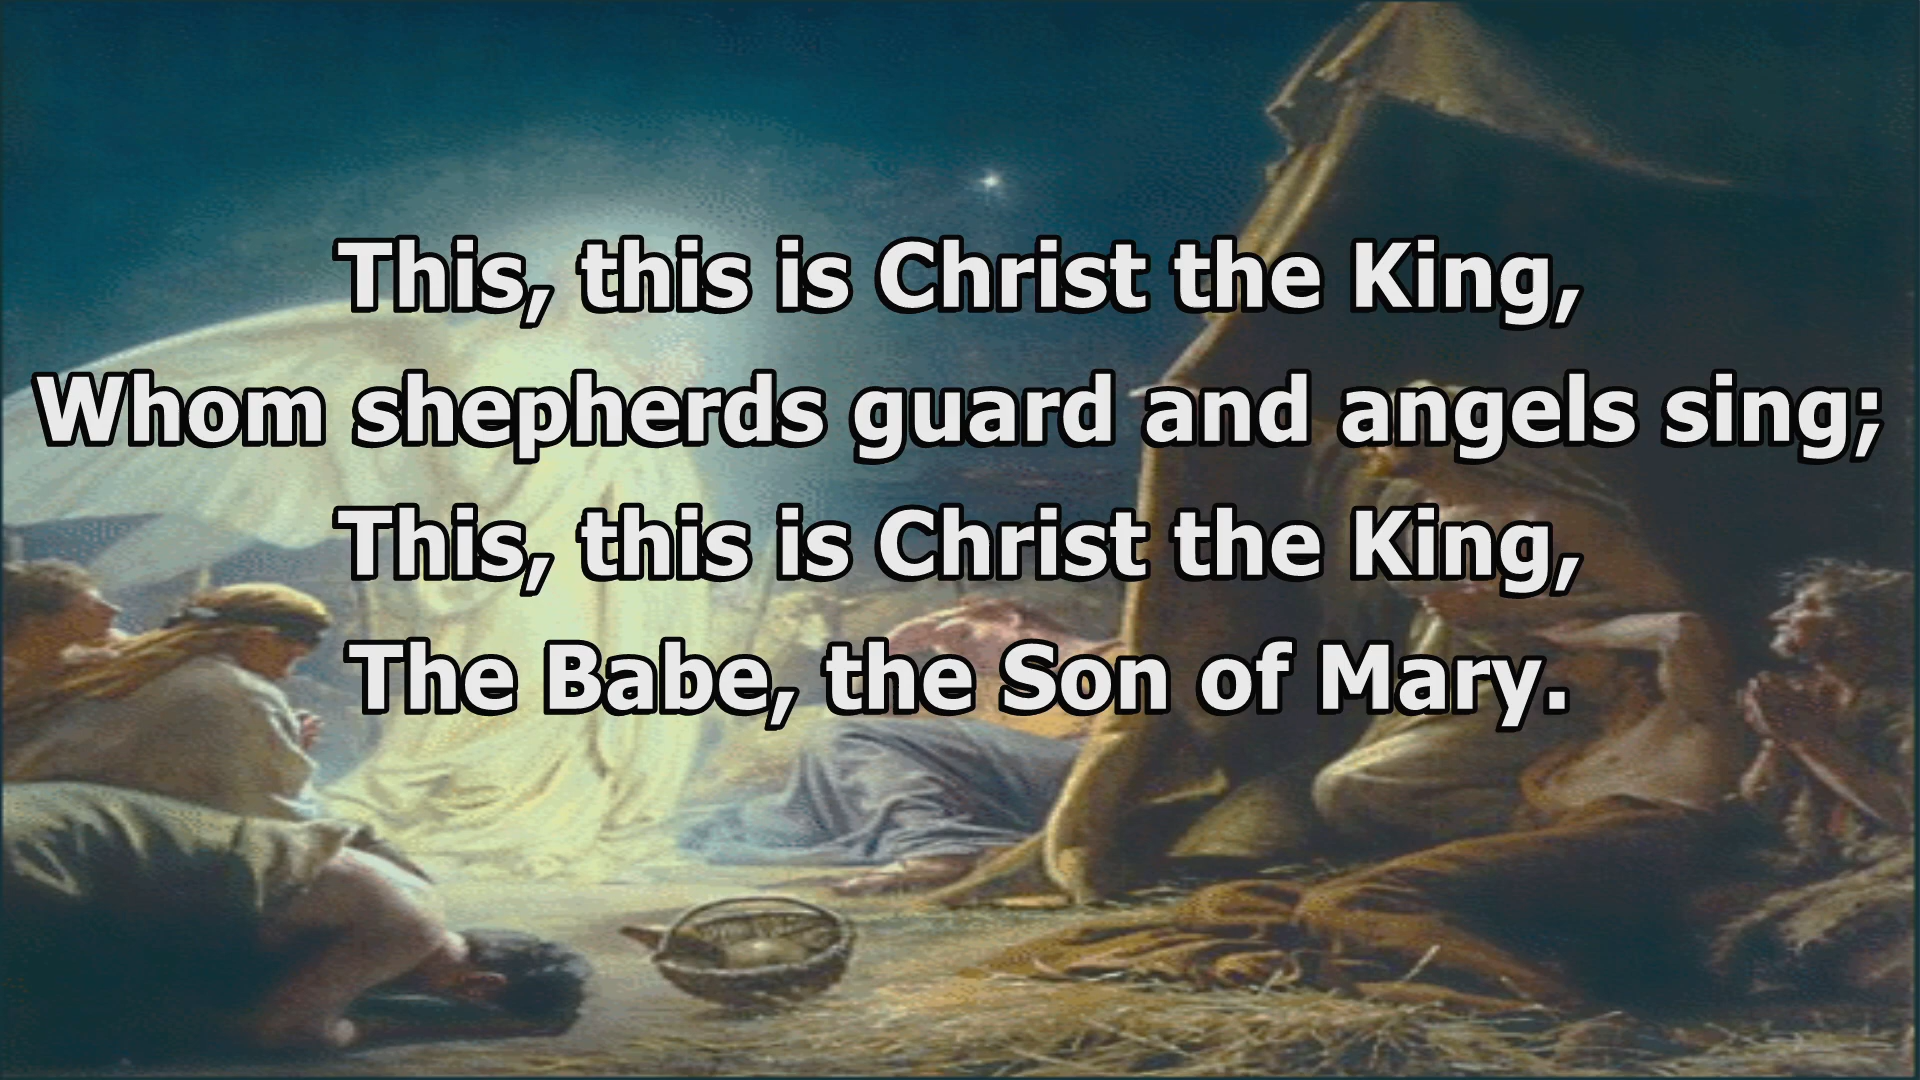 This, this is Christ the King,
Whom shepherds guard and angels sing;
This, this is Christ the King,
The Babe, the Son of Mary.